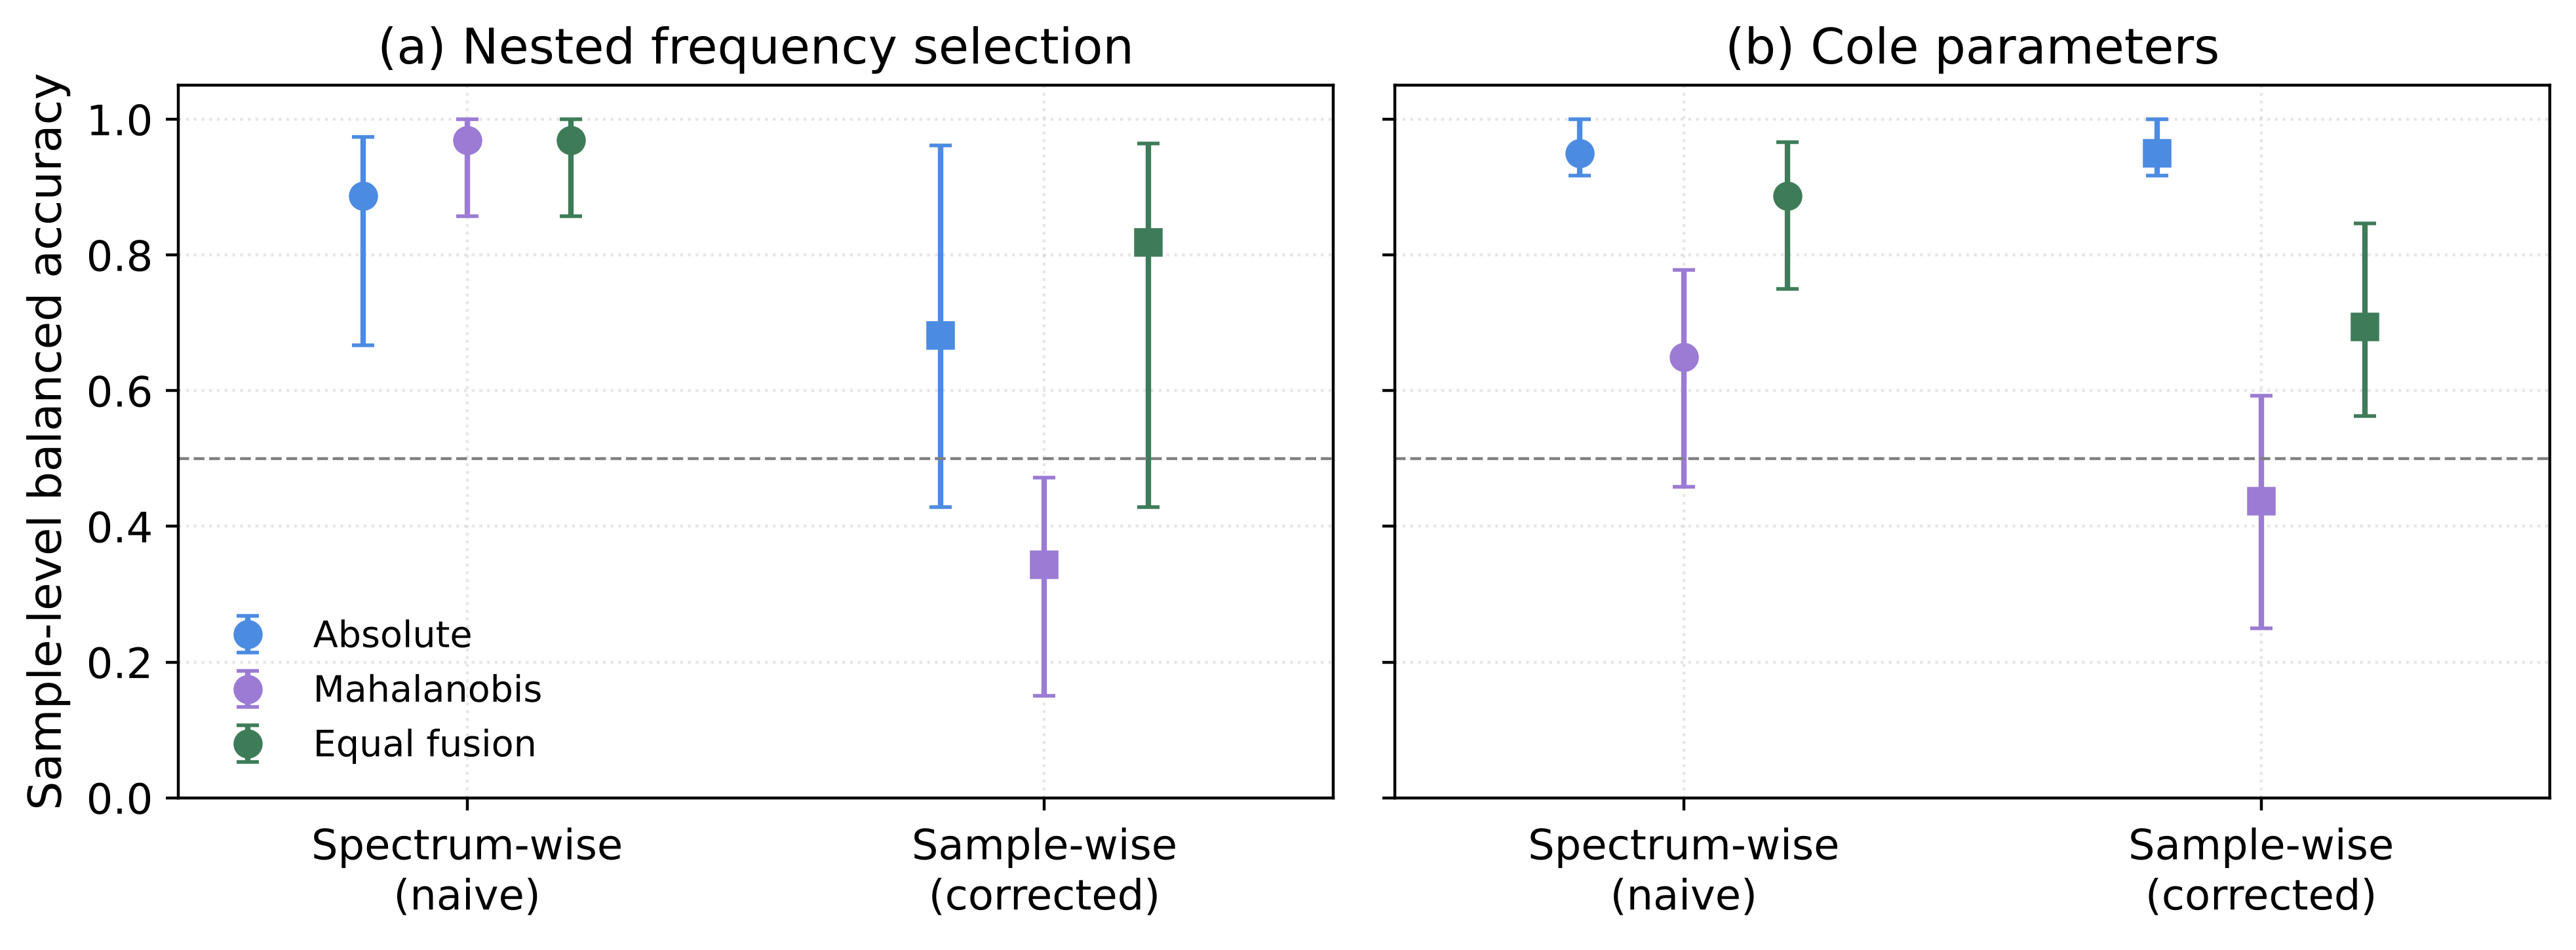 (a) Nested frequency selection
(b) Cole parameters
Sample-level balanced accuracy
1.0
0.8
0.6
0.4
0.2
0.0
Absolute
Mahalanobis
Equal fusion
Spectrum-wise
(naive)
Sample-wise
(corrected)
Spectrum-wise
(naive)
Sample-wise
(corrected)